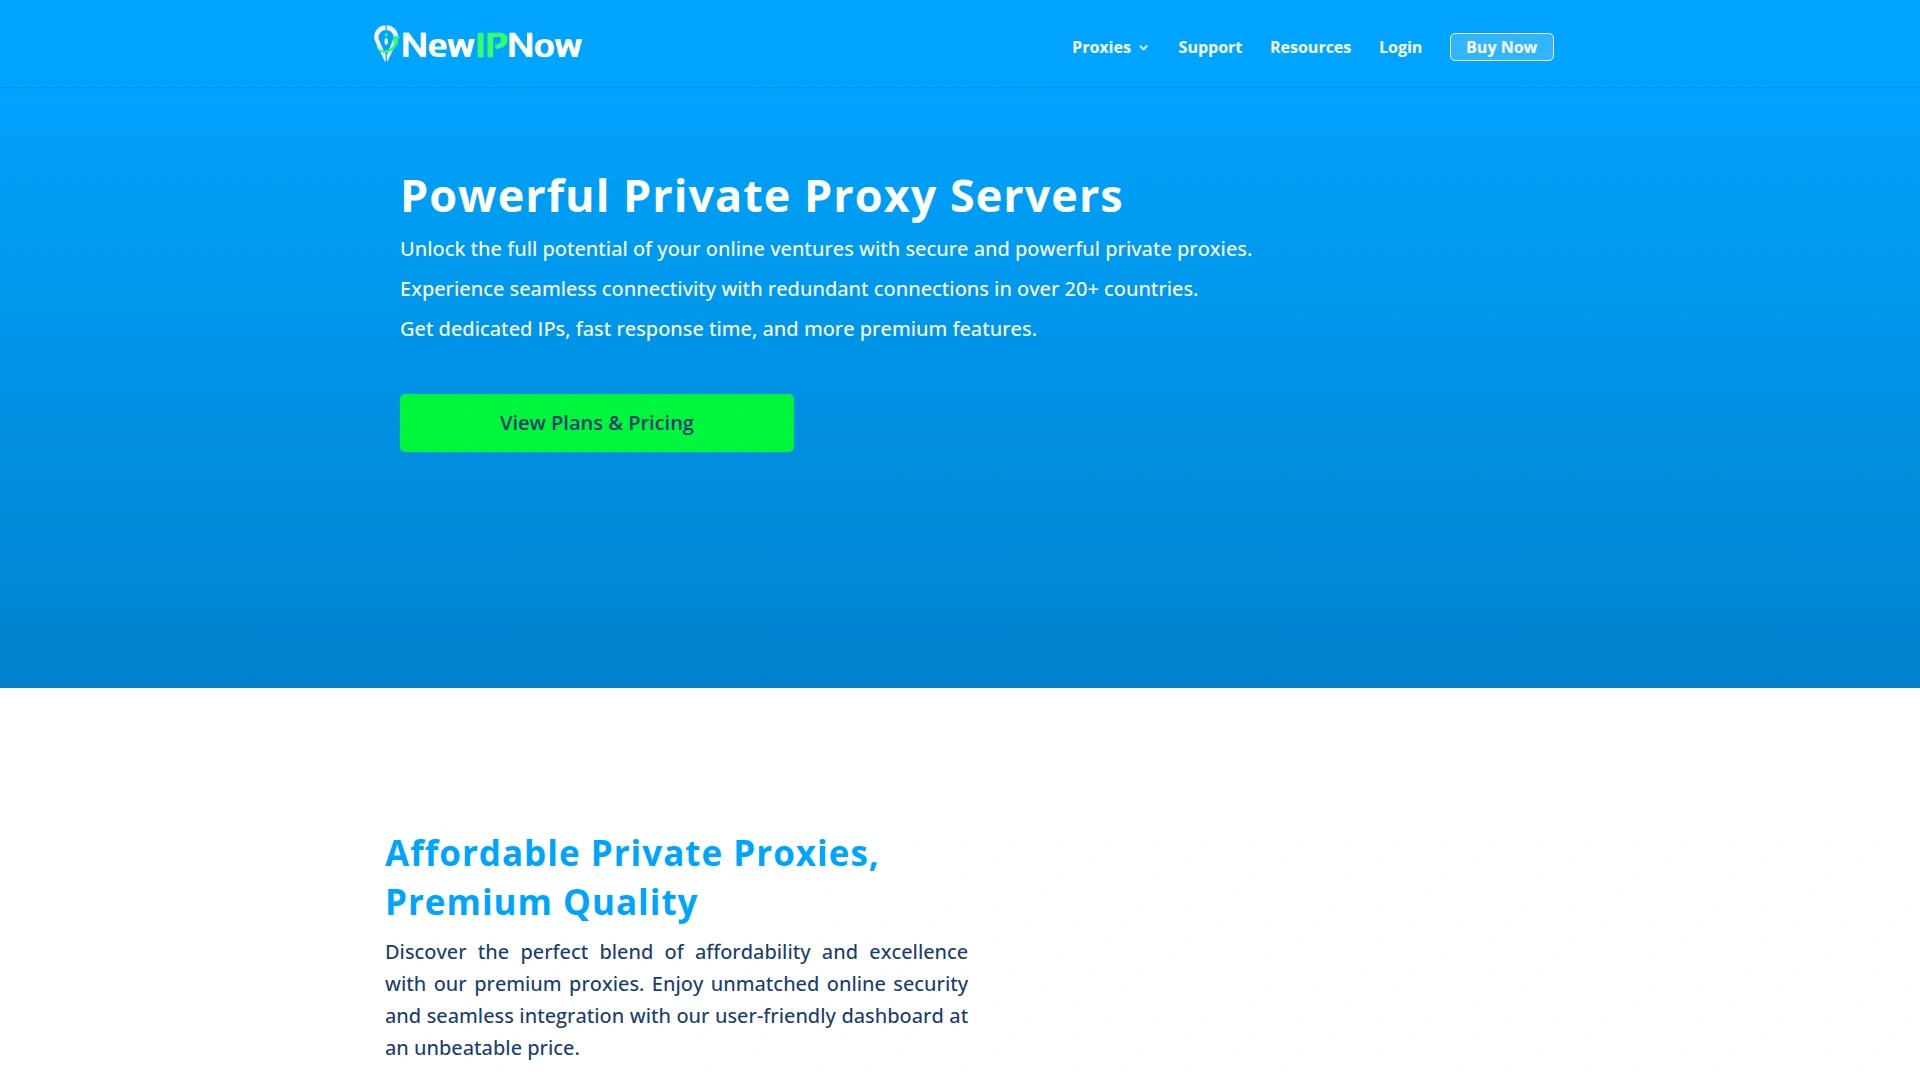 NewIPNow
Proxies
Support
Resources
Login
Buy Now
Powerful Private Proxy Servers
Unlock the full potential of your online ventures with secure and powerful private proxies.
Experience seamless connectivity with redundant connections in over 20+ countries.
Get dedicated IPs, fast response time, and more premium features.
View Plans & Pricing
Affordable Private Proxies,
Premium Quality
Discover the perfect blend of affordability and excellence
with our premium proxies. Enjoy unmatched online security
and seamless integration with our user-friendly dashboard at
an unbeatable price.